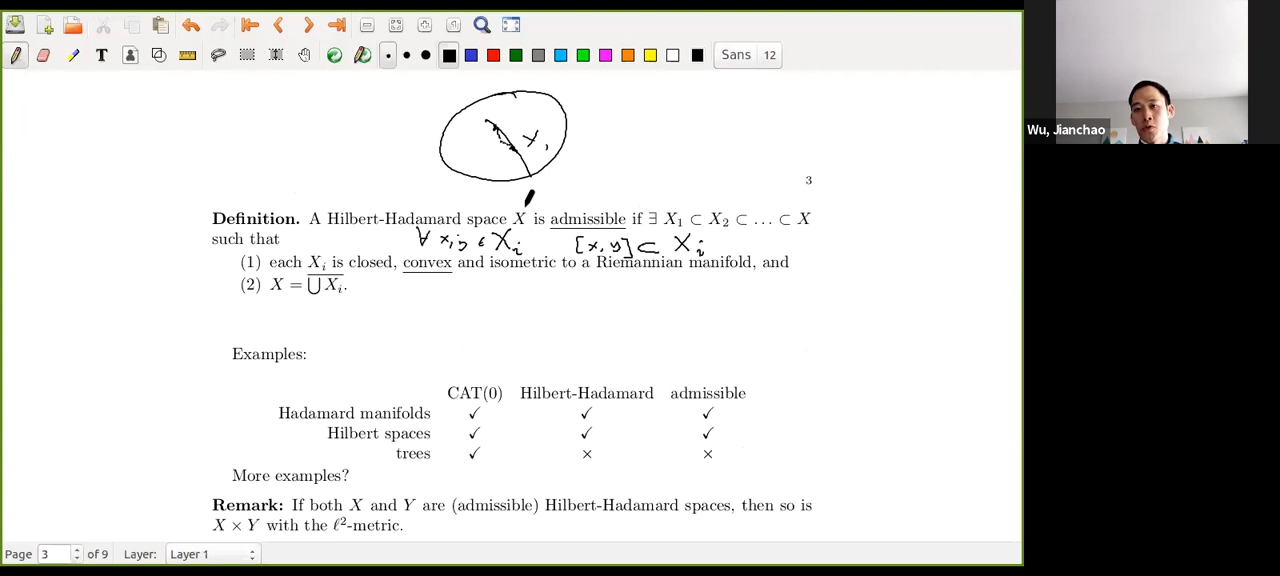 T
Sans 12
Wu, Jianchao
X,
3
Definition. A Hilbert-Hadamard space X is admissible if ∃ X₁ ⊂ X₂ ⊂ … ⊂ X
such that
∀ x, y ∈ Xᵢ [x, y] ⊂ Xᵢ
(1) each Xᵢ is closed, convex and isometric to a Riemannian manifold, and
(2) X = \overline{⋃ Xᵢ}.
Examples:
CAT(0) Hilbert-Hadamard admissible
Hadamard manifolds ✓ ✓ ✓
Hilbert spaces ✓ ✓ ✓
trees ✓ × ×
More examples?
Remark: If both X and Y are (admissible) Hilbert-Hadamard spaces, then so is
X × Y with the ℓ²-metric.
Page 3 of 9 Layer: Layer 1